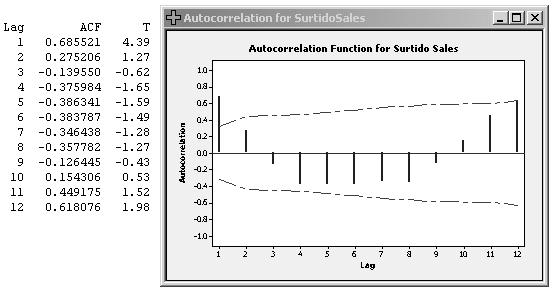 Lag ACF T
1 0.685521 4.39
2 0.275206 1.27
3 -0.139550 -0.62
4 -0.375984 -1.65
5 -0.386341 -1.59
6 -0.383787 -1.49
7 -0.346438 -1.28
8 -0.357782 -1.27
9 -0.126445 -0.43
10 0.154306 0.53
11 0.449175 1.52
12 0.618076 1.98
Autocorrelation for SurtidoSales
Autocorrelation Function for Surtido Sales
Autocorrelation
1.0
0.8
0.6
0.4
0.2
0.0
-0.2
-0.4
-0.6
-0.8
-1.0
1 2 3 4 5 6 7 8 9 10 11 12
Lag